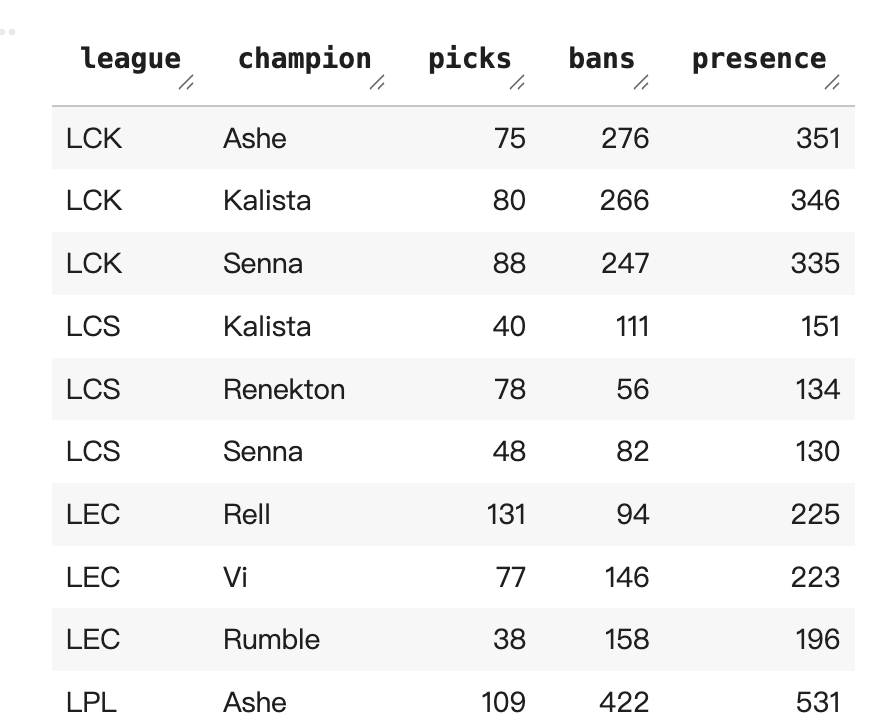 league champion picks bans presence
LCK Ashe 75 276 351
LCK Kalista 80 266 346
LCK Senna 88 247 335
LCS Kalista 40 111 151
LCS Renekton 78 56 134
LCS Senna 48 82 130
LEC Rell 131 94 225
LEC Vi 77 146 223
LEC Rumble 38 158 196
LPL Ashe 109 422 531